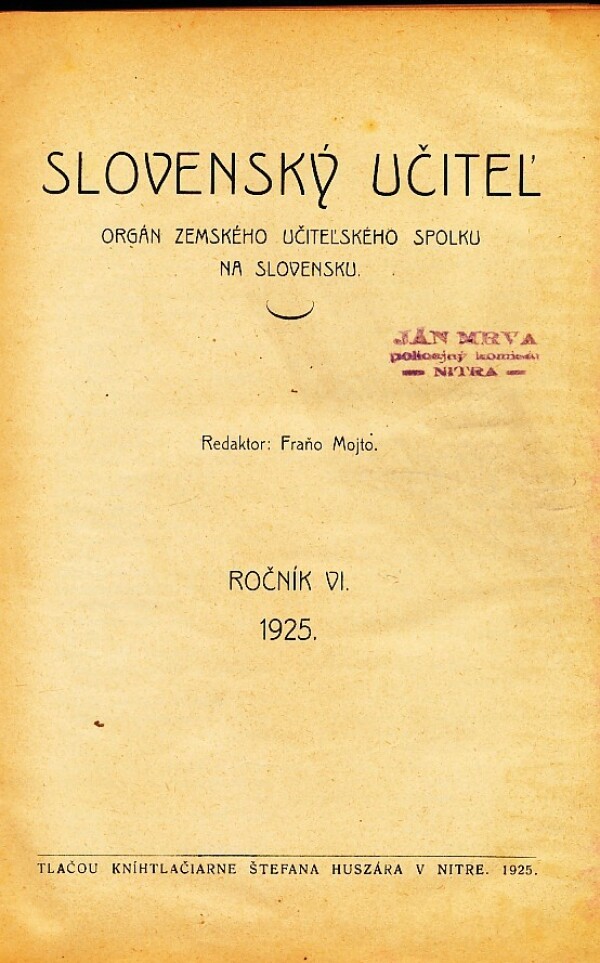 SLOVENSKÝ UČITEĽ
ORGÁN ZEMSKÉHO UČITEĽSKÉHO SPOLKU
NA SLOVENSKU.
JÁN MRVA
policajný komisár
NITRA
Redaktor: Fraňo Mojto.
ROČNÍK VI.
1925.
TLAČOU KNÍHTLAČIARNE ŠTEFANA HUSZÁRA V NITRE. 1925.